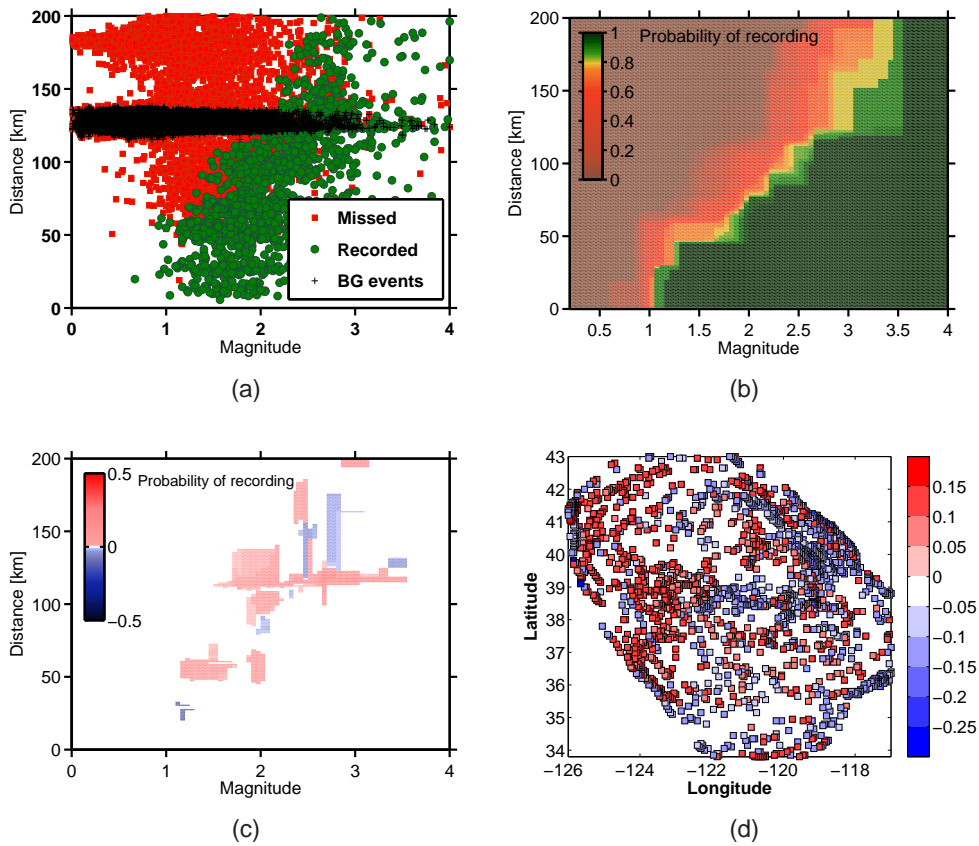 200
150
100
50
0
Distance [km]
0 1 2 3 4
Magnitude
Missed
Recorded
BG events
(a)
200
150
100
50
0
Distance [km]
0.5 1 1.5 2 2.5 3 3.5 4
Magnitude
Probability of recording
1
0.8
0.6
0.4
0.2
0
(b)
200
150
100
50
0
Distance [km]
0 1 2 3 4
Magnitude
0.5
Probability of recording
0
−0.5
(c)
43
42
41
40
39
38
37
36
35
34
Latitude
−126 −124 −122 −120 −118
Longitude
0.15
0.1
0.05
0
−0.05
−0.1
−0.15
−0.2
−0.25
(d)